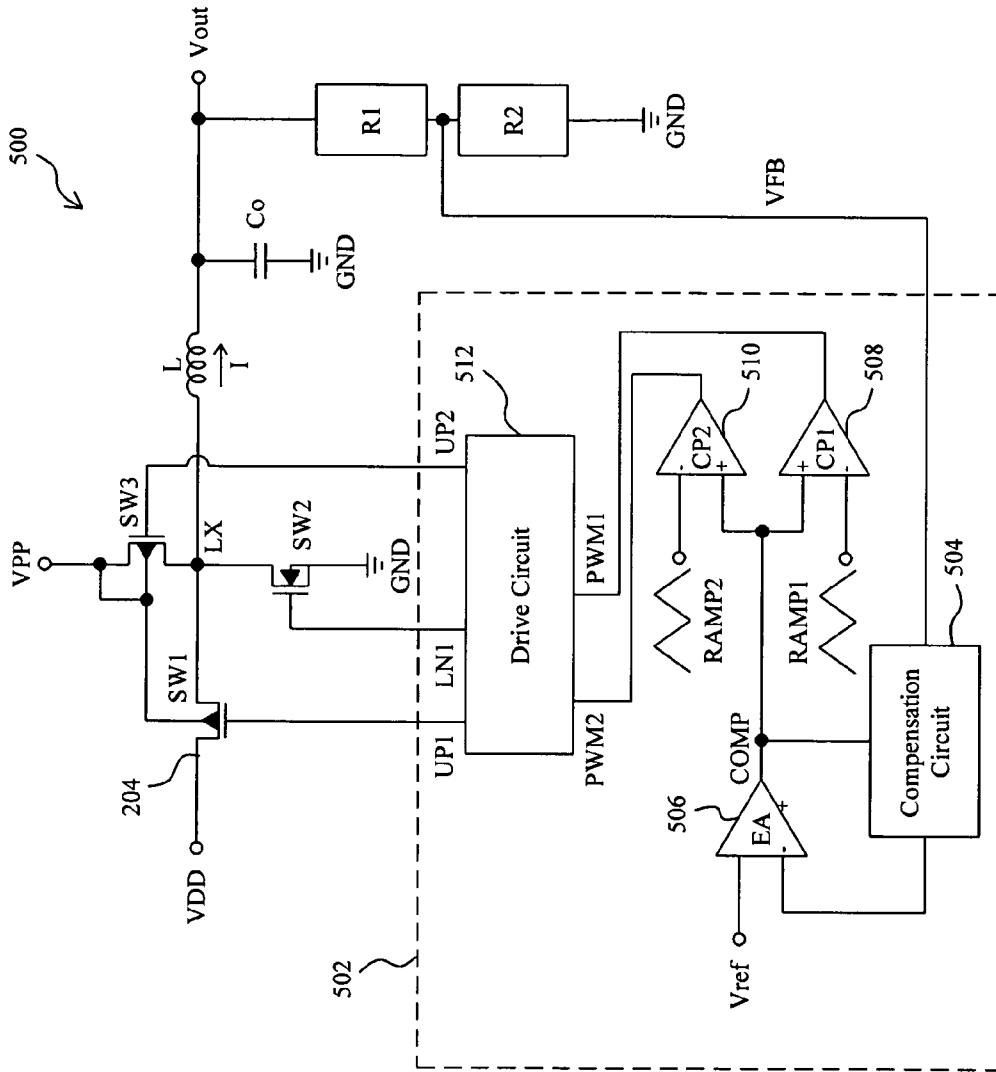 500
VPP
SW3
LX
L
I
Vout
Co
GND
R1
R2
GND
VDD
204
SW1
SW2
GND
UP1
LN1
UP2
512
Drive Circuit
PWM2
PWM1
502
VFB
CP2
-
+
510
RAMP2
CP1
+
-
508
RAMP1
COMP
506
EA
+
-
Vref
Compensation
Circuit
504